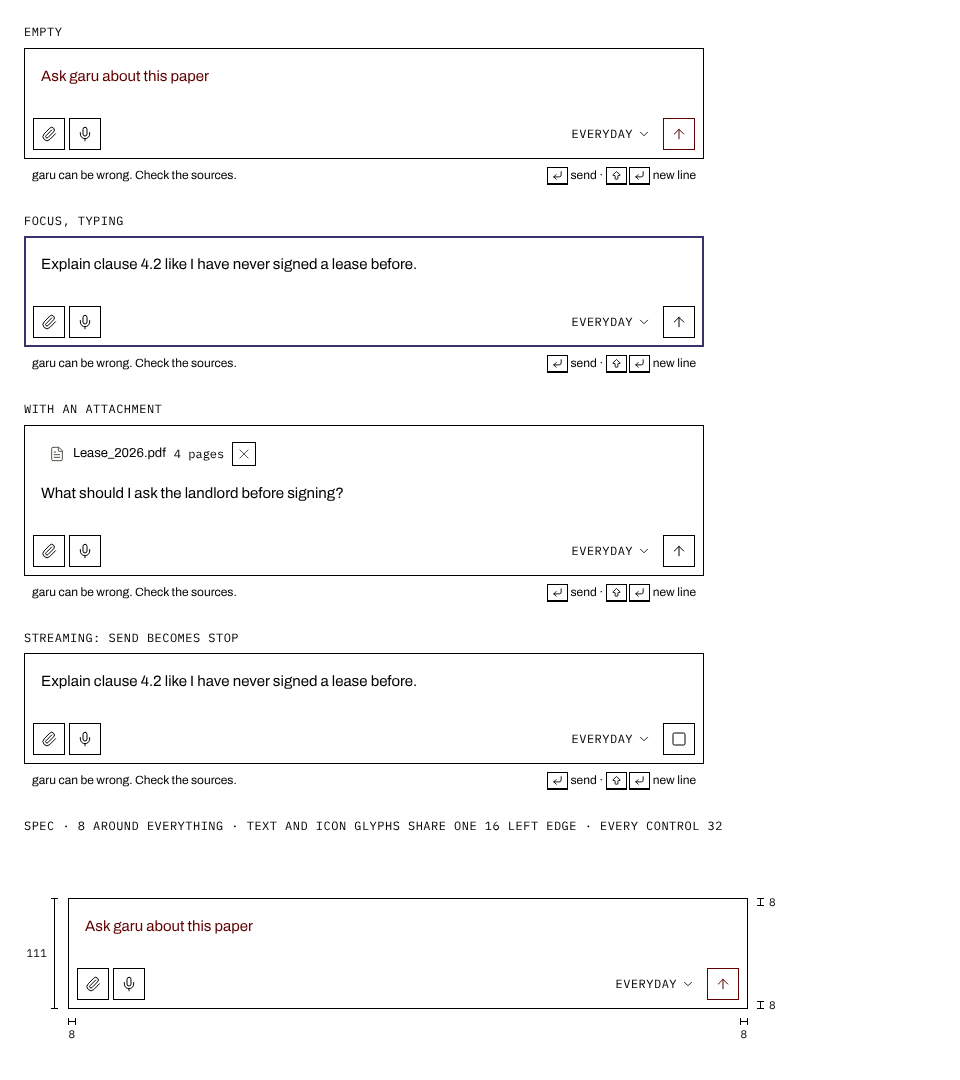 EMPTY
Ask garu about this paper
EVERYDAY
garu can be wrong. Check the sources.
send · new line
FOCUS, TYPING
Explain clause 4.2 like I have never signed a lease before.
EVERYDAY
garu can be wrong. Check the sources.
send · new line
WITH AN ATTACHMENT
Lease_2026.pdf 4 pages
What should I ask the landlord before signing?
EVERYDAY
garu can be wrong. Check the sources.
send · new line
STREAMING: SEND BECOMES STOP
Explain clause 4.2 like I have never signed a lease before.
EVERYDAY
garu can be wrong. Check the sources.
send · new line
SPEC · 8 AROUND EVERYTHING · TEXT AND ICON GLYPHS SHARE ONE 16 LEFT EDGE · EVERY CONTROL 32
8
Ask garu about this paper
111
EVERYDAY
8
8
8